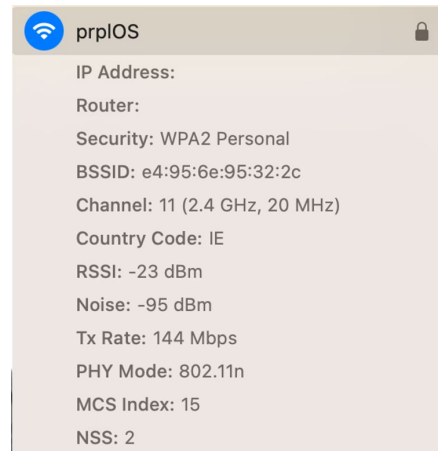 prplOS
IP Address:
Router:
Security: WPA2 Personal
BSSID: e4:95:6e:95:32:2c
Channel: 11 (2.4 GHz, 20 MHz)
Country Code: IE
RSSI: -23 dBm
Noise: -95 dBm
Tx Rate: 144 Mbps
PHY Mode: 802.11n
MCS Index: 15
NSS: 2